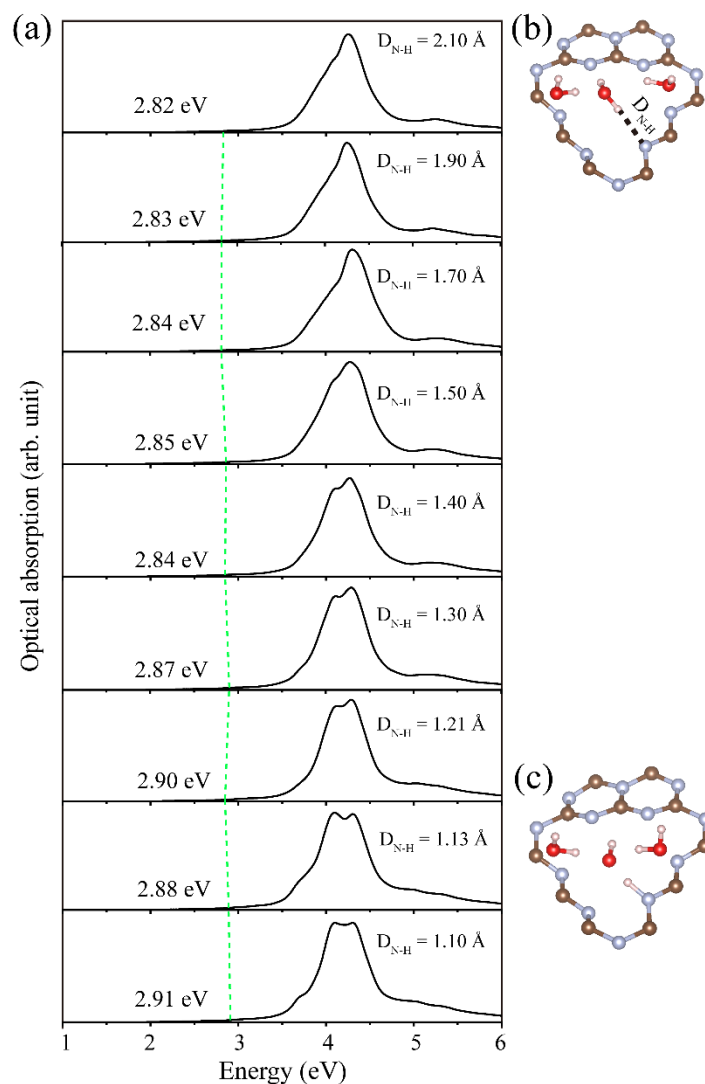 (a)
Optical absorption (arb. unit)
D_N-H = 2.10 Å
2.82 eV
D_N-H = 1.90 Å
2.83 eV
D_N-H = 1.70 Å
2.84 eV
D_N-H = 1.50 Å
2.85 eV
D_N-H = 1.40 Å
2.84 eV
D_N-H = 1.30 Å
2.87 eV
D_N-H = 1.21 Å
2.90 eV
D_N-H = 1.13 Å
2.88 eV
D_N-H = 1.10 Å
2.91 eV
1 2 3 4 5 6
Energy (eV)
(b)
D_N-H
(c)